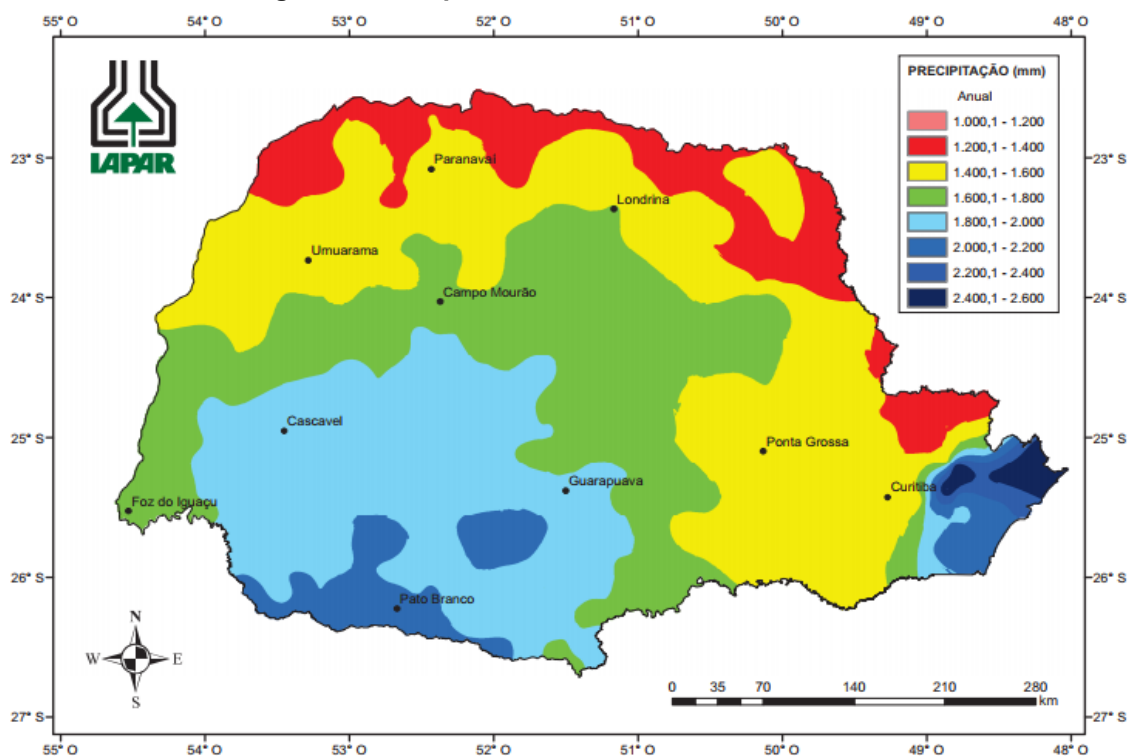 55° O 54° O 53° O 52° O 51° O 50° O 49° O 48° O
PRECIPITAÇÃO (mm)
Anual
1.000,1 - 1.200
1.200,1 - 1.400
1.400,1 - 1.600
1.600,1 - 1.800
1.800,1 - 2.000
2.000,1 - 2.200
2.200,1 - 2.400
2.400,1 - 2.600
IAPAR
23° S 23° S
Paranavaí
Londrina
Umuarama
24° S 24° S
Campo Mourão
Cascavel
25° S 25° S
Ponta Grossa
Guarapuava
Curitiba
Foz do Iguaçu
26° S 26° S
Pato Branco
N
W E
S
0 35 70 140 210 280
km
27° S 27° S
55° O 54° O 53° O 52° O 51° O 50° O 49° O 48° O